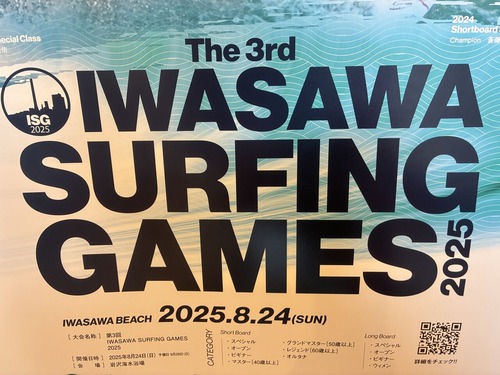 ecial Class
2024
Shortboard
Champion
The 3rd
ISG
2025
IWASAWA
SURFING
GAMES
2025
IWASAWA BEACH 2025.8.24 (SUN)
[大会名称] 第3回
IWASAWA SURFING GAMES
2025
[開催日時] 2025年8月24日(日)
[会 場] 岩沢海水浴場
CATEGORY
Short Board
・スペシャル
・オープン
・ビギナー
・マスター[40歳以上]
・グランドマスター[50歳以上]
・レジェンド[60歳以上]
・オルタナ
Long Board
・スペシャル
・オープン
・ビギナー
・ウィメン
詳細をチェック!!